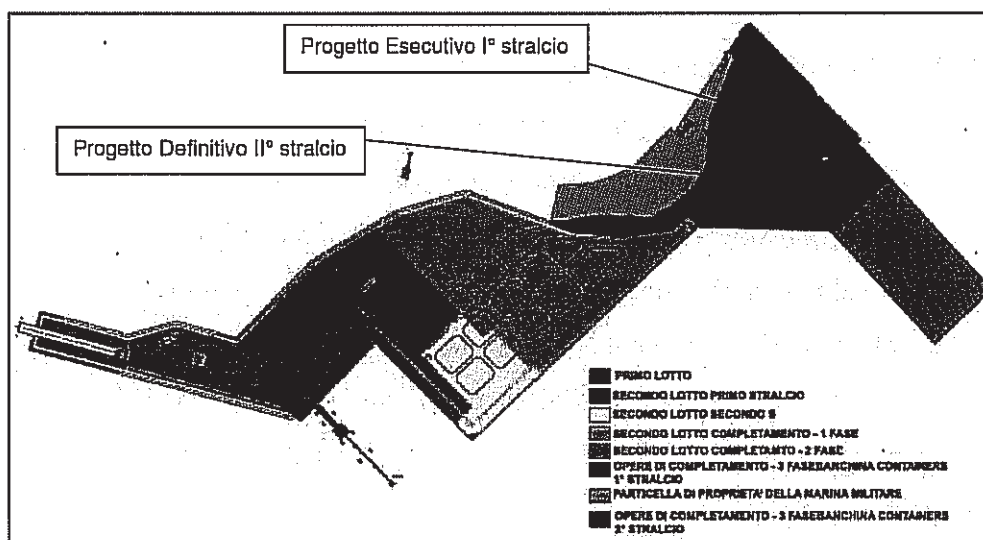 Progetto Esecutivo Iª stralcio
Progetto Definitivo IIª stralcio
PRIMO LOTTO
SECONDO LOTTO PRIMO STRALCIO
SECONDO LOTTO SECONDO S
SECONDO LOTTO COMPLETAMENTO - 1 FASE
SECONDO LOTTO COMPLETAMTO - 2 FASE
OPERE DI COMPLETAMENTO - 3 FASEBANCHINA CONTAINERS
1° STRALCIO
PARTICELLA DI PROPRIETA' DELLA MARINA MILITARE
OPERE DI COMPLETAMENTO - 3 FASEBANCHINA CONTAINERS
2° STRALCIO